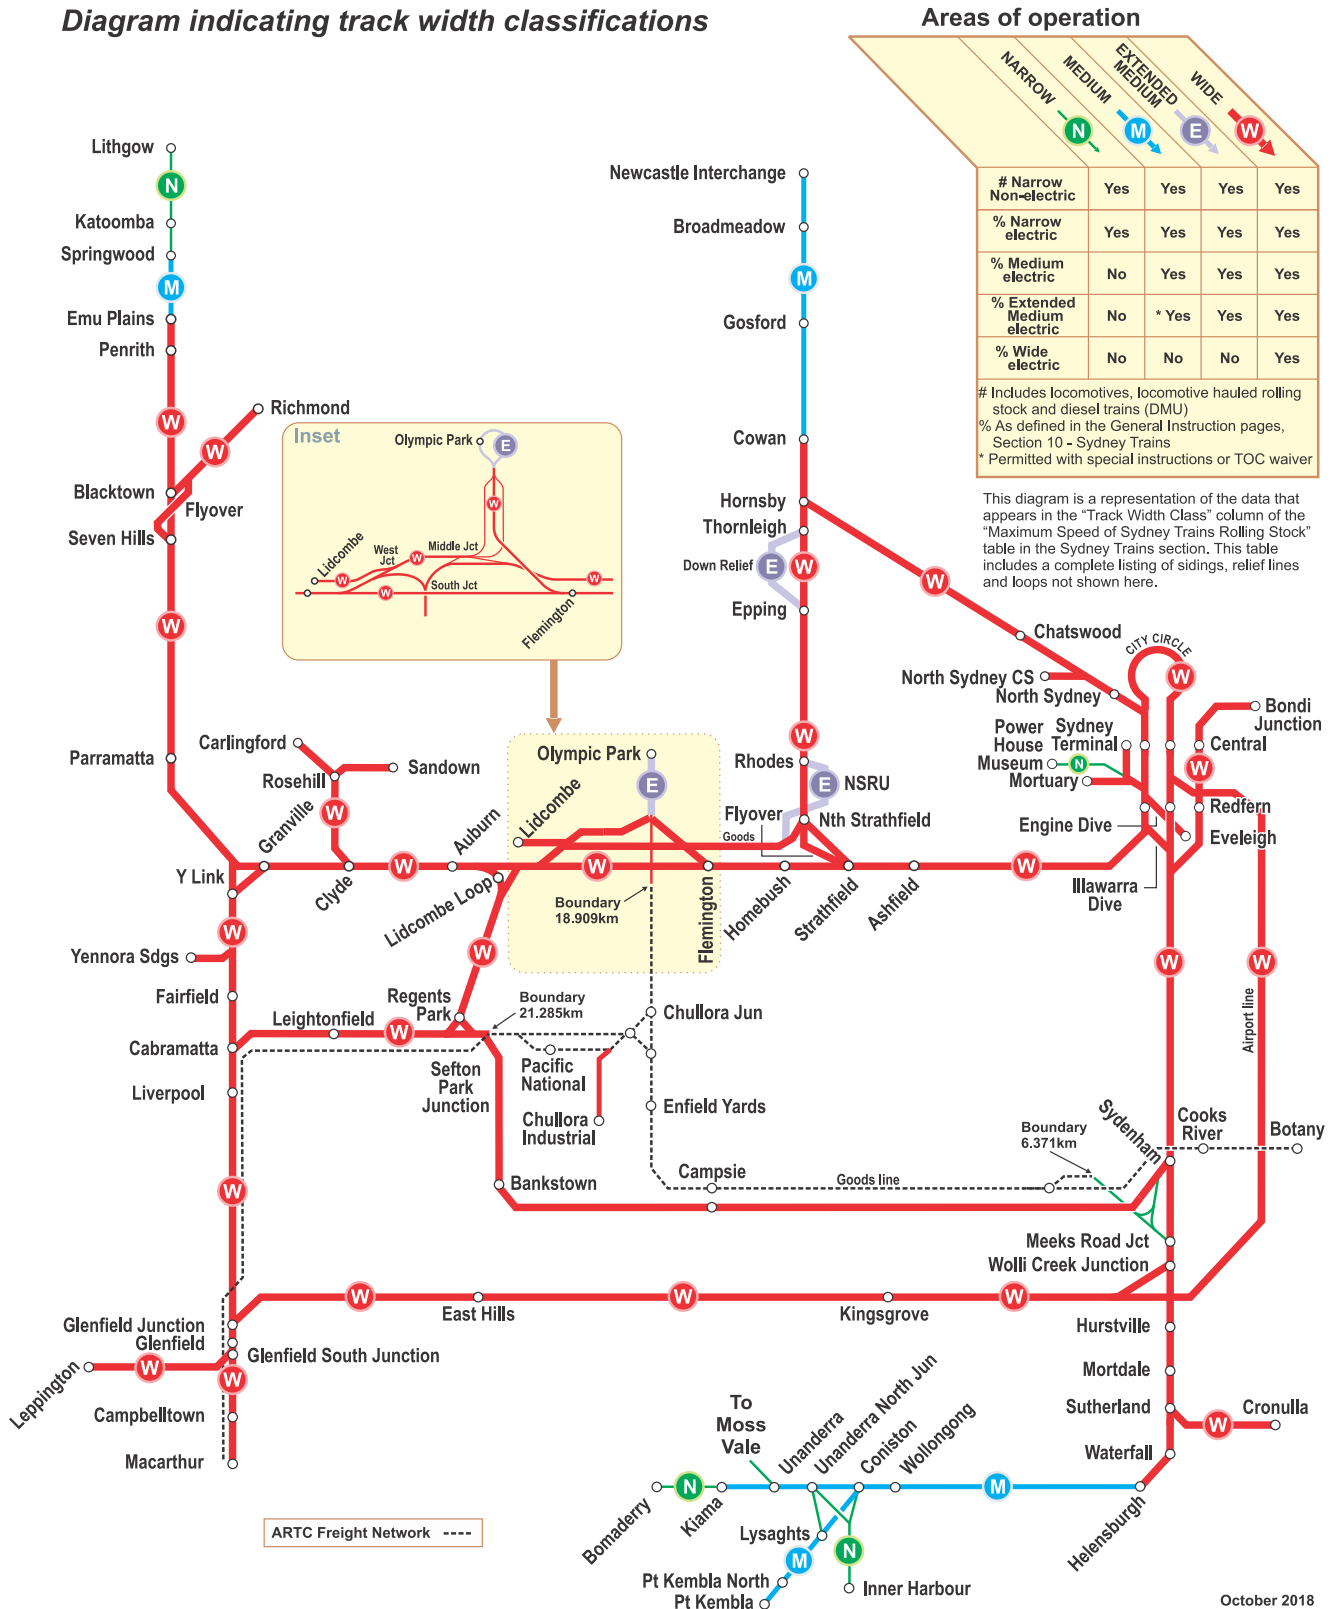 Diagram indicating track width classifications
Areas of operation
NARROW
MEDIUM
EXTENDED
MEDIUM
WIDE
N
M
E
W
# Narrow
Non-electric
Yes
Yes
Yes
Yes
% Narrow
electric
Yes
Yes
Yes
Yes
% Medium
electric
No
Yes
Yes
Yes
% Extended
Medium
electric
No
* Yes
Yes
Yes
% Wide
electric
No
No
No
Yes
# Includes locomotives, locomotive hauled rolling
stock and diesel trains (DMU)
% As defined in the General Instruction pages,
Section 10 - Sydney Trains
* Permitted with special instructions or TOC waiver
This diagram is a representation of the data that
appears in the “Track Width Class” column of the
“Maximum Speed of Sydney Trains Rolling Stock”
table in the Sydney Trains section. This table
includes a complete listing of sidings, relief lines
and loops not shown here.
Lithgow
N
Katoomba
Springwood
M
Emu Plains
Penrith
W
Richmond
W
Blacktown
Flyover
Seven Hills
W
Parramatta
Inset
Olympic Park
E
W
Lidcombe
West
Jct
Middle Jct
W
W
W
W
South Jct
Flemington
Newcastle Interchange
Broadmeadow
M
Gosford
Cowan
Hornsby
Thornleigh
Down Relief
E
W
Epping
W
Chatswood
CITY CIRCLE
W
North Sydney CS
North Sydney
Bondi
Junction
Power
House
Museum
N
Sydney
Terminal
Mortuary
Central
W
Redfern
Eveleigh
Engine Dive
Illawarra
Dive
W
Rhodes
E
NSRU
Flyover
Nth Strathfield
Goods
Carlingford
Rosehill
Sandown
W
Granville
Y Link
Clyde
W
Auburn
Lidcombe
Lidcombe Loop
Olympic Park
E
W
Boundary
18.909km
Flemington
Homebush
Strathfield
Ashfield
W
W
Yennora Sdgs
Fairfield
Cabramatta
Liverpool
Leightonfield
W
Regents
Park
W
Boundary
21.285km
Sefton
Park
Junction
Pacific
National
Chullora
Industrial
Chullora Jun
Enfield Yards
W
W
Airport line
Bankstown
Campsie
Goods line
Boundary
6.371km
Sydenham
Cooks
River
Botany
Meeks Road Jct
Wolli Creek Junction
W
W
East Hills
W
Kingsgrove
W
Glenfield Junction
Glenfield
Glenfield South Junction
Leppington
W
W
Campbelltown
Macarthur
Hurstville
Mortdale
Sutherland
W
Cronulla
Waterfall
Helensburgh
To
Moss
Vale
Unanderra
Unanderra North Jun
Coniston
Wollongong
M
Bomaderry
N
Kiama
Lysaghts
M
N
Pt Kembla North
Pt Kembla
Inner Harbour
ARTC Freight Network
October 2018